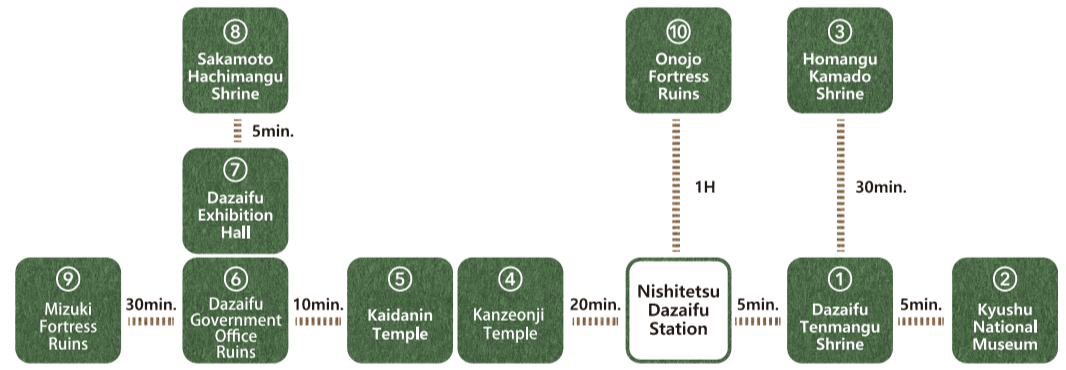 ⑧
Sakamoto
Hachimangu
Shrine
5min.
⑦
Dazaifu
Exhibition
Hall
⑩
Onojo
Fortress
Ruins
1H
③
Homangu
Kamado
Shrine
30min.
⑨
Mizuki
Fortress
Ruins
30min.
⑥
Dazaifu
Government
Office
Ruins
10min.
⑤
Kaidanin
Temple
④
Kanzeonji
Temple
20min.
Nishitetsu
Dazaifu
Station
5min.
①
Dazaifu
Tenmangu
Shrine
5min.
②
Kyushu
National
Museum